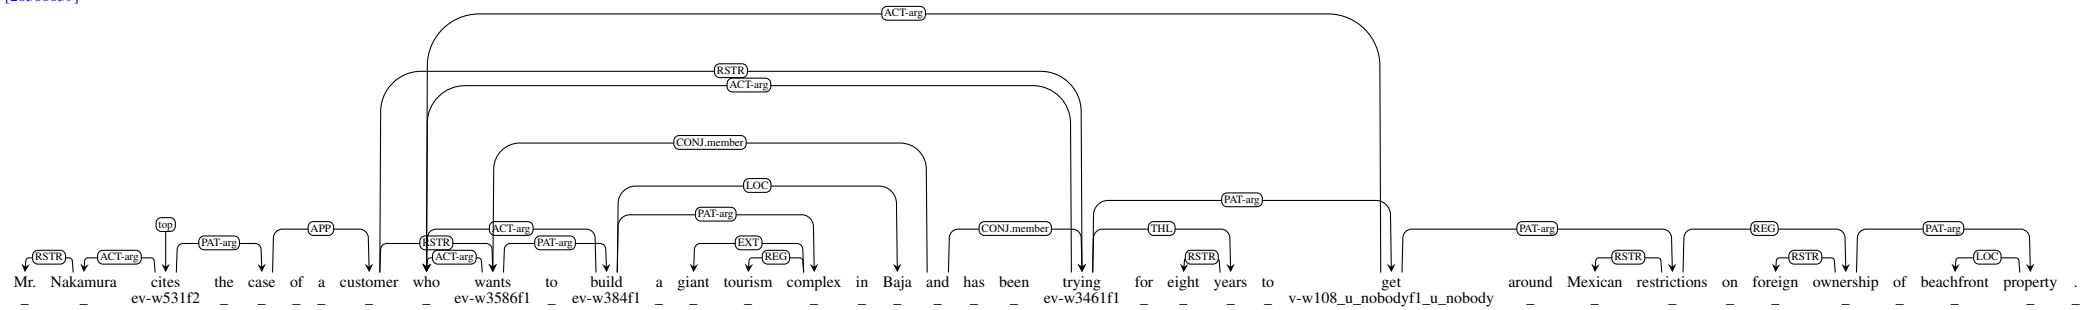 ACT-arg
RSTR
ACT-arg
CONJ.member
LOC
PAT-arg
PAT-arg
top ACT-arg
APP CONJ.member THL PAT-arg REG PAT-arg
PAT-arg RSTR PAT-arg EXT
RSTR ACT-arg ACT-arg REG RSTR RSTR RSTR LOC
Mr. Nakamura cites the case of a customer who wants to build a giant tourism complex in Baja and has been trying for eight years to get around Mexican restrictions on foreign ownership of beachfront property .
_ _ ev-w531f2 _ _ _ _ _ _ ev-w3586f1 _ ev-w384f1 _ _ _ _ _ _ _ _ _ ev-w3461f1 _ _ _ _ v-w108_u_nobodyf1_u_nobody _ _ _ _ _ _ _ _ _ _